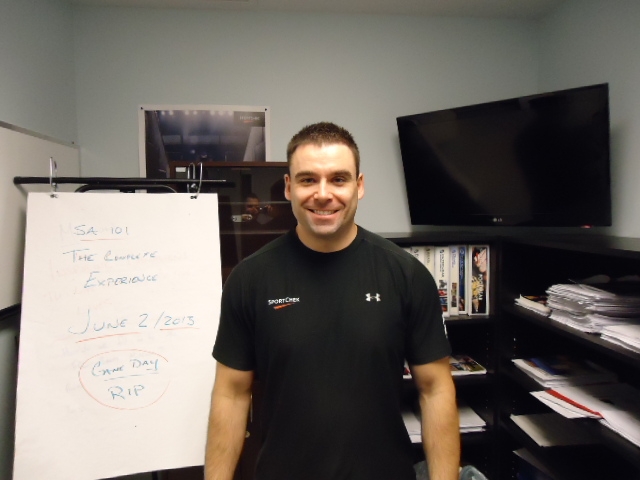 SA 101
THE COMPLETE
EXPERIENCE
JUNE 2/2013
GAME DAY
RIP
SPORTCHEK
LG